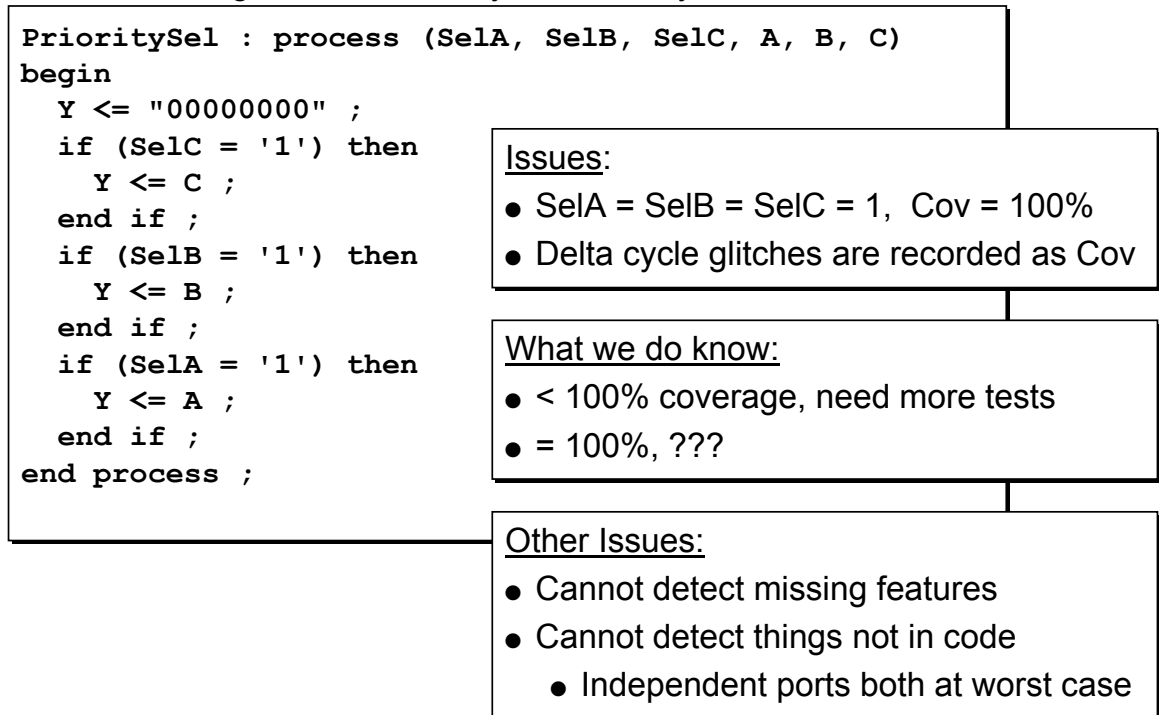 PrioritySel : process (SelA, SelB, SelC, A, B, C)
begin
  Y <= "00000000" ;
  if (SelC = '1') then
    Y <= C ;
  end if ;
  if (SelB = '1') then
    Y <= B ;
  end if ;
  if (SelA = '1') then
    Y <= A ;
  end if ;
end process ;
Issues:
● SelA = SelB = SelC = 1, Cov = 100%
● Delta cycle glitches are recorded as Cov
What we do know:
● < 100% coverage, need more tests
● = 100%, ???
Other Issues:
● Cannot detect missing features
● Cannot detect things not in code
● Independent ports both at worst case